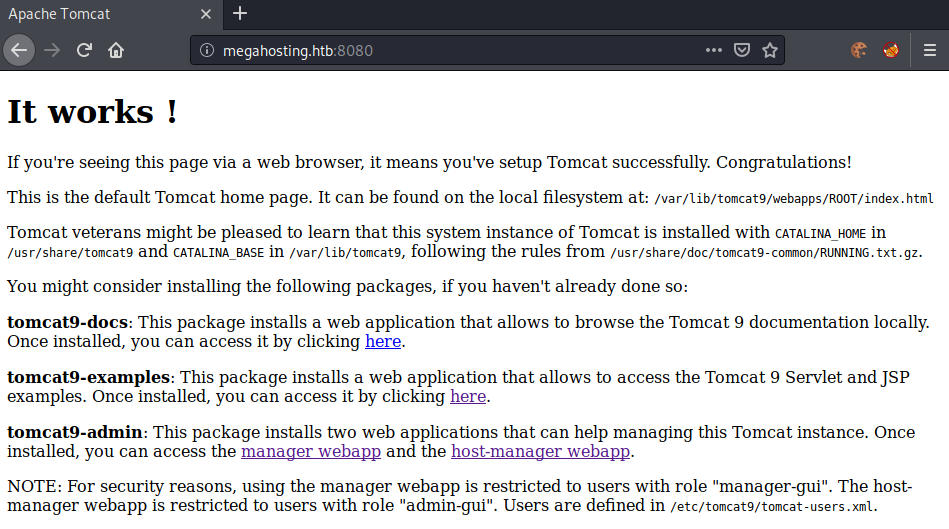 Apache Tomcat
megahosting.htb:8080
It works !
If you're seeing this page via a web browser, it means you've setup Tomcat successfully. Congratulations!
This is the default Tomcat home page. It can be found on the local filesystem at: /var/lib/tomcat9/webapps/ROOT/index.html
Tomcat veterans might be pleased to learn that this system instance of Tomcat is installed with CATALINA_HOME in
/usr/share/tomcat9 and CATALINA_BASE in /var/lib/tomcat9, following the rules from /usr/share/doc/tomcat9-common/RUNNING.txt.gz.
You might consider installing the following packages, if you haven't already done so:
tomcat9-docs: This package installs a web application that allows to browse the Tomcat 9 documentation locally.
Once installed, you can access it by clicking here.
tomcat9-examples: This package installs a web application that allows to access the Tomcat 9 Servlet and JSP
examples. Once installed, you can access it by clicking here.
tomcat9-admin: This package installs two web applications that can help managing this Tomcat instance. Once
installed, you can access the manager webapp and the host-manager webapp.
NOTE: For security reasons, using the manager webapp is restricted to users with role "manager-gui". The host-
manager webapp is restricted to users with role "admin-gui". Users are defined in /etc/tomcat9/tomcat-users.xml.